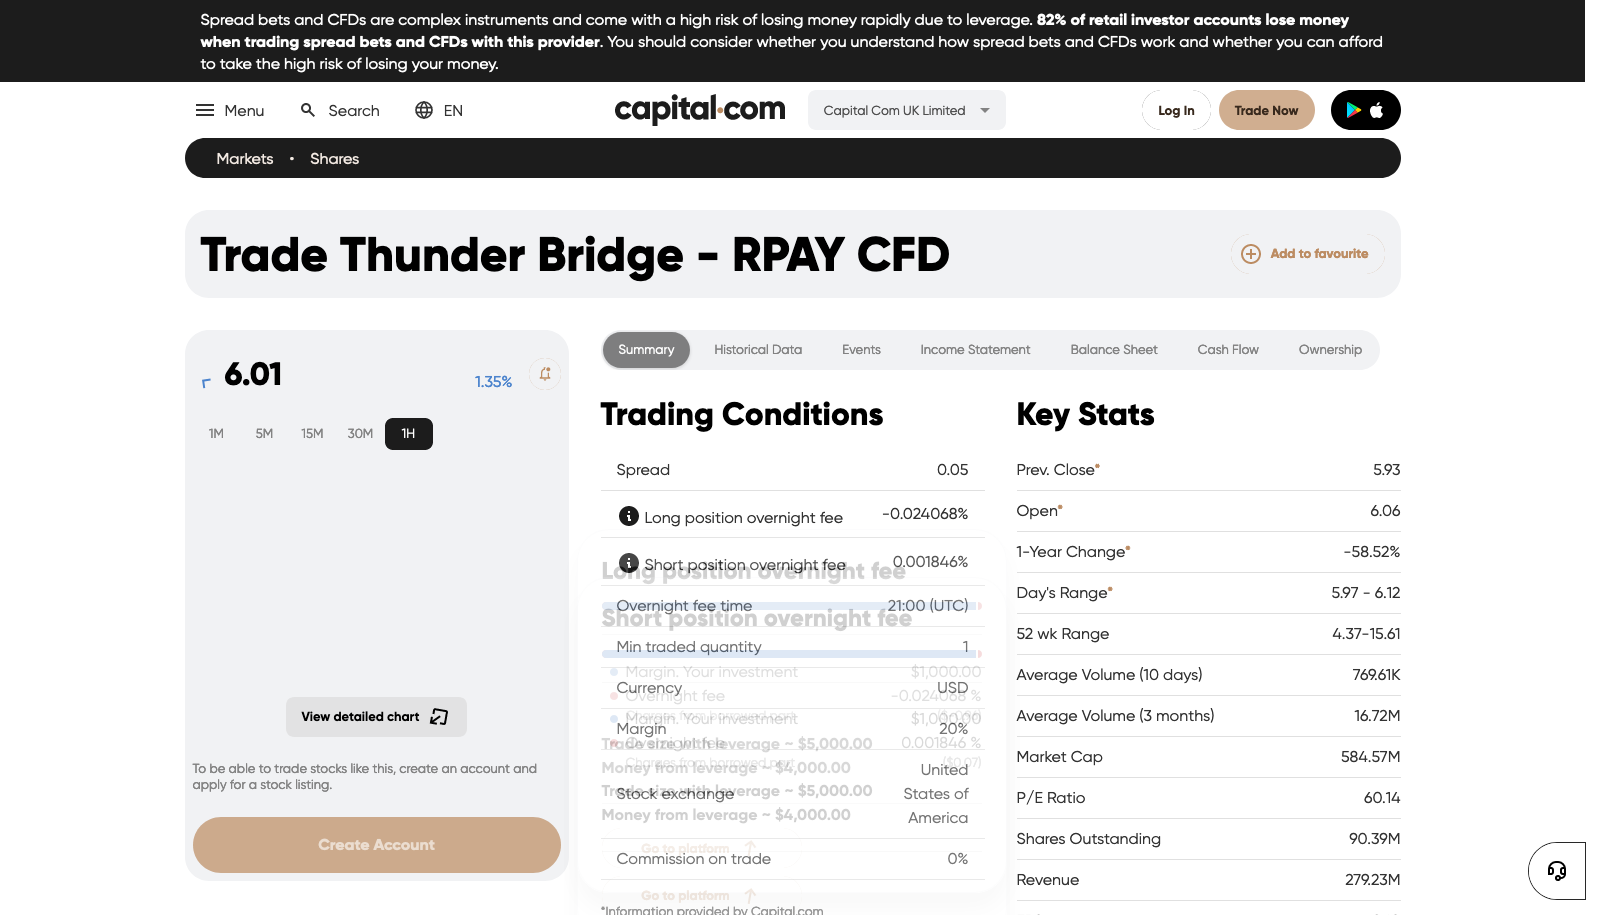 Spread bets and CFDs are complex instruments and come with a high risk of losing money rapidly due to leverage. 82% of retail investor accounts lose money
when trading spread bets and CFDs with this provider. You should consider whether you understand how spread bets and CFDs work and whether you can afford
to take the high risk of losing your money.
Menu
Search
EN
capital.com
Capital Com UK Limited
Log In
Trade Now
Markets • Shares
Trade Thunder Bridge - RPAY CFD
Add to favourite
6.01
1.35%
1M 5M 15M 30M 1H
View detailed chart
To be able to trade stocks like this, create an account and
apply for a stock listing.
Create Account
Summary Historical Data Events Income Statement Balance Sheet Cash Flow Ownership
Trading Conditions
Spread 0.05
Long position overnight fee -0.024068%
Short position overnight fee 0.001846%
Long position overnight fee
Overnight fee time 21:00 (UTC)
Short position overnight fee
Min traded quantity 1
Margin. Your investment $1,000.00
Currency USD
Overnight fee -0.024068 %
Margin. Your investment $1,000.00
Margin 20%
Overnight fee 0.001846 %
Trade size with leverage ~ $5,000.00
Charges from borrowed part ($0.07)
Money from leverage ~ $4,000.00
Stock exchange United
States of
America
Trade size with leverage ~ $5,000.00
Money from leverage ~ $4,000.00
Go to platform
Commission on trade 0%
Go to platform
*Information provided by Capital.com
Key Stats
Prev. Close* 5.93
Open* 6.06
1-Year Change* -58.52%
Day's Range* 5.97 - 6.12
52 wk Range 4.37-15.61
Average Volume (10 days) 769.61K
Average Volume (3 months) 16.72M
Market Cap 584.57M
P/E Ratio 60.14
Shares Outstanding 90.39M
Revenue 279.23M